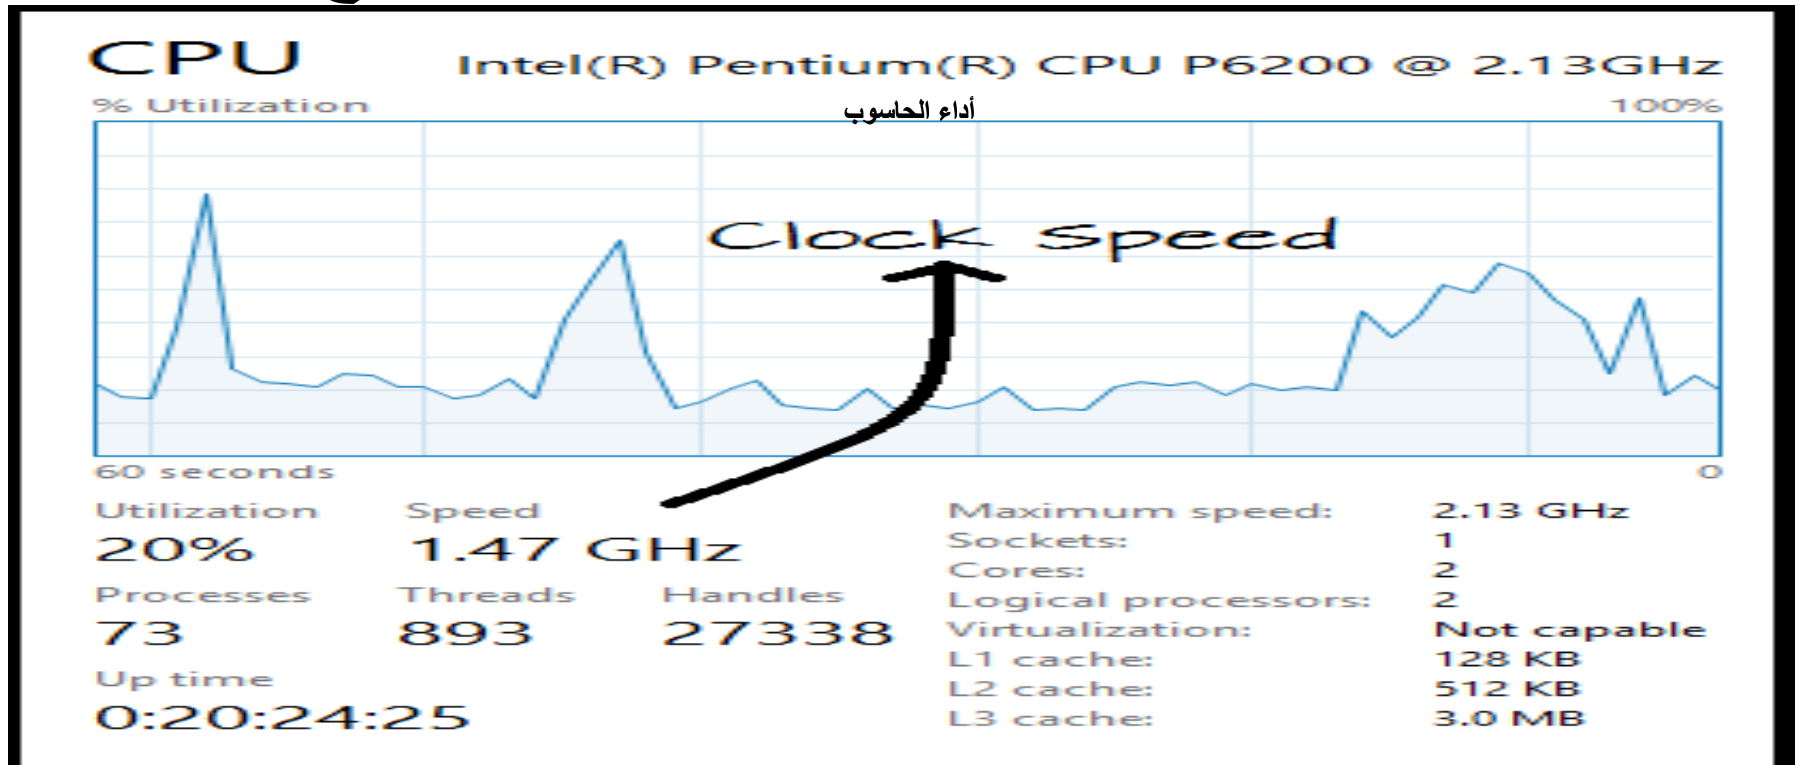 CPU Intel(R) Pentium(R) CPU P6200 @ 2.13GHz
% Utilization 100%
أداء الحاسوب
Clock Speed
60 seconds 0
Utilization Speed
20% 1.47 GHz
Processes Threads Handles
73 893 27338
Up time
0:20:24:25
Maximum speed: 2.13 GHz
Sockets: 1
Cores: 2
Logical processors: 2
Virtualization: Not capable
L1 cache: 128 KB
L2 cache: 512 KB
L3 cache: 3.0 MB